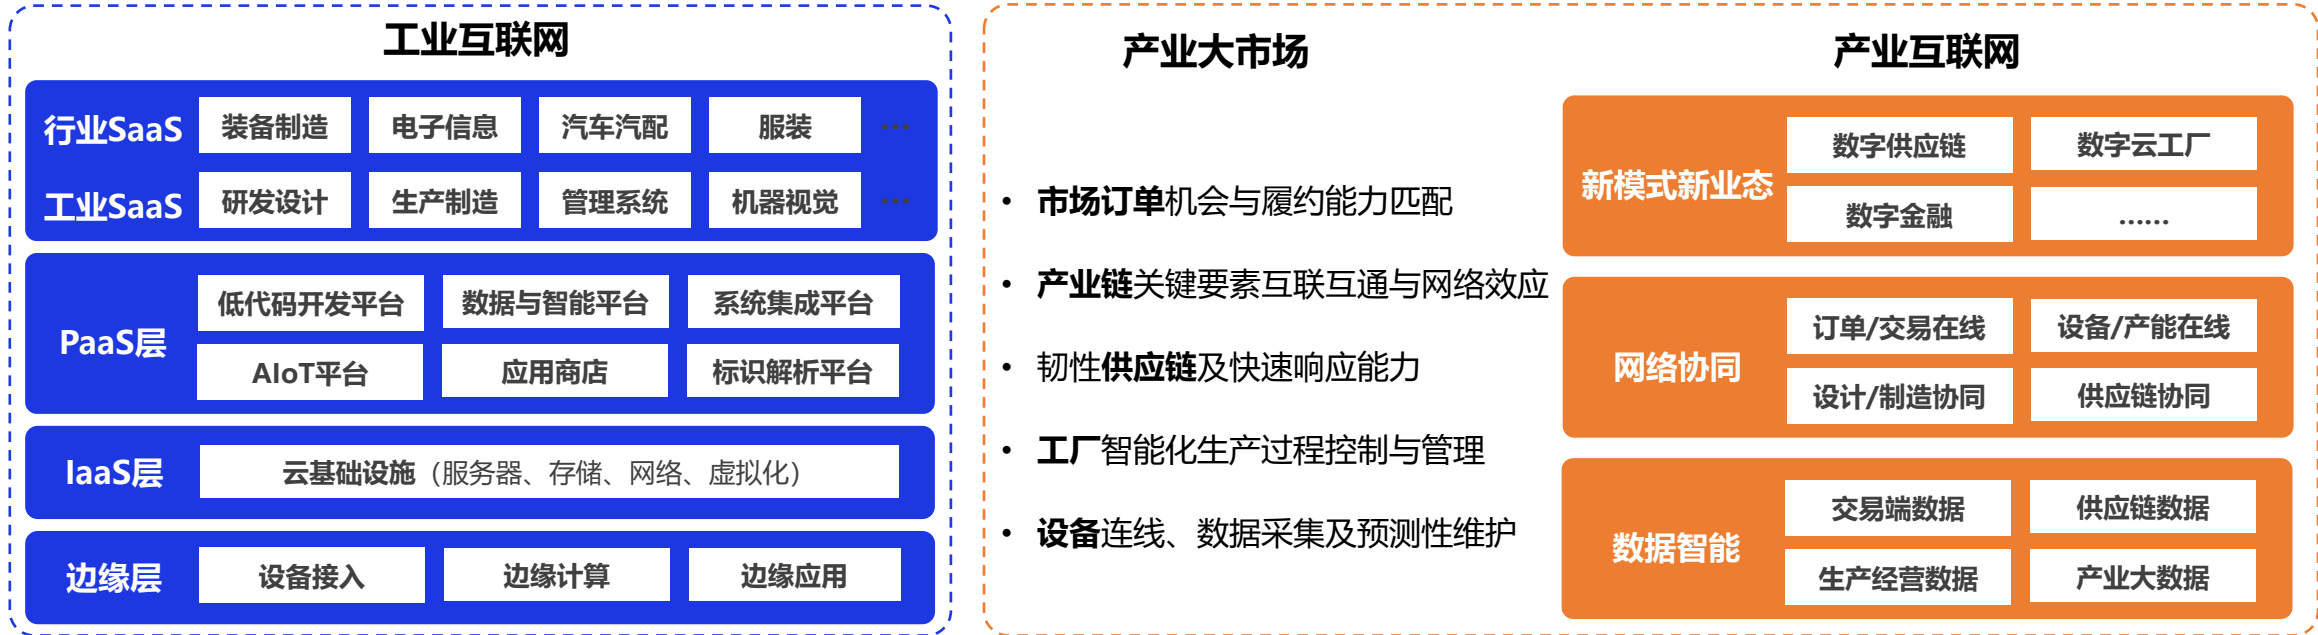 工业互联网
行业SaaS
装备制造
电子信息
汽车汽配
服装
...
工业SaaS
研发设计
生产制造
管理系统
机器视觉
...
PaaS层
低代码开发平台
数据与智能平台
系统集成平台
AIoT平台
应用商店
标识解析平台
IaaS层
云基础设施（服务器、存储、网络、虚拟化）
边缘层
设备接入
边缘计算
边缘应用
产业大市场
• 市场订单机会与履约能力匹配
• 产业链关键要素互联互通与网络效应
• 韧性供应链及快速响应能力
• 工厂智能化生产过程控制与管理
• 设备连线、数据采集及预测性维护
产业互联网
新模式新业态
数字供应链
数字云工厂
数字金融
......
网络协同
订单/交易在线
设备/产能在线
设计/制造协同
供应链协同
数据智能
交易端数据
供应链数据
生产经营数据
产业大数据